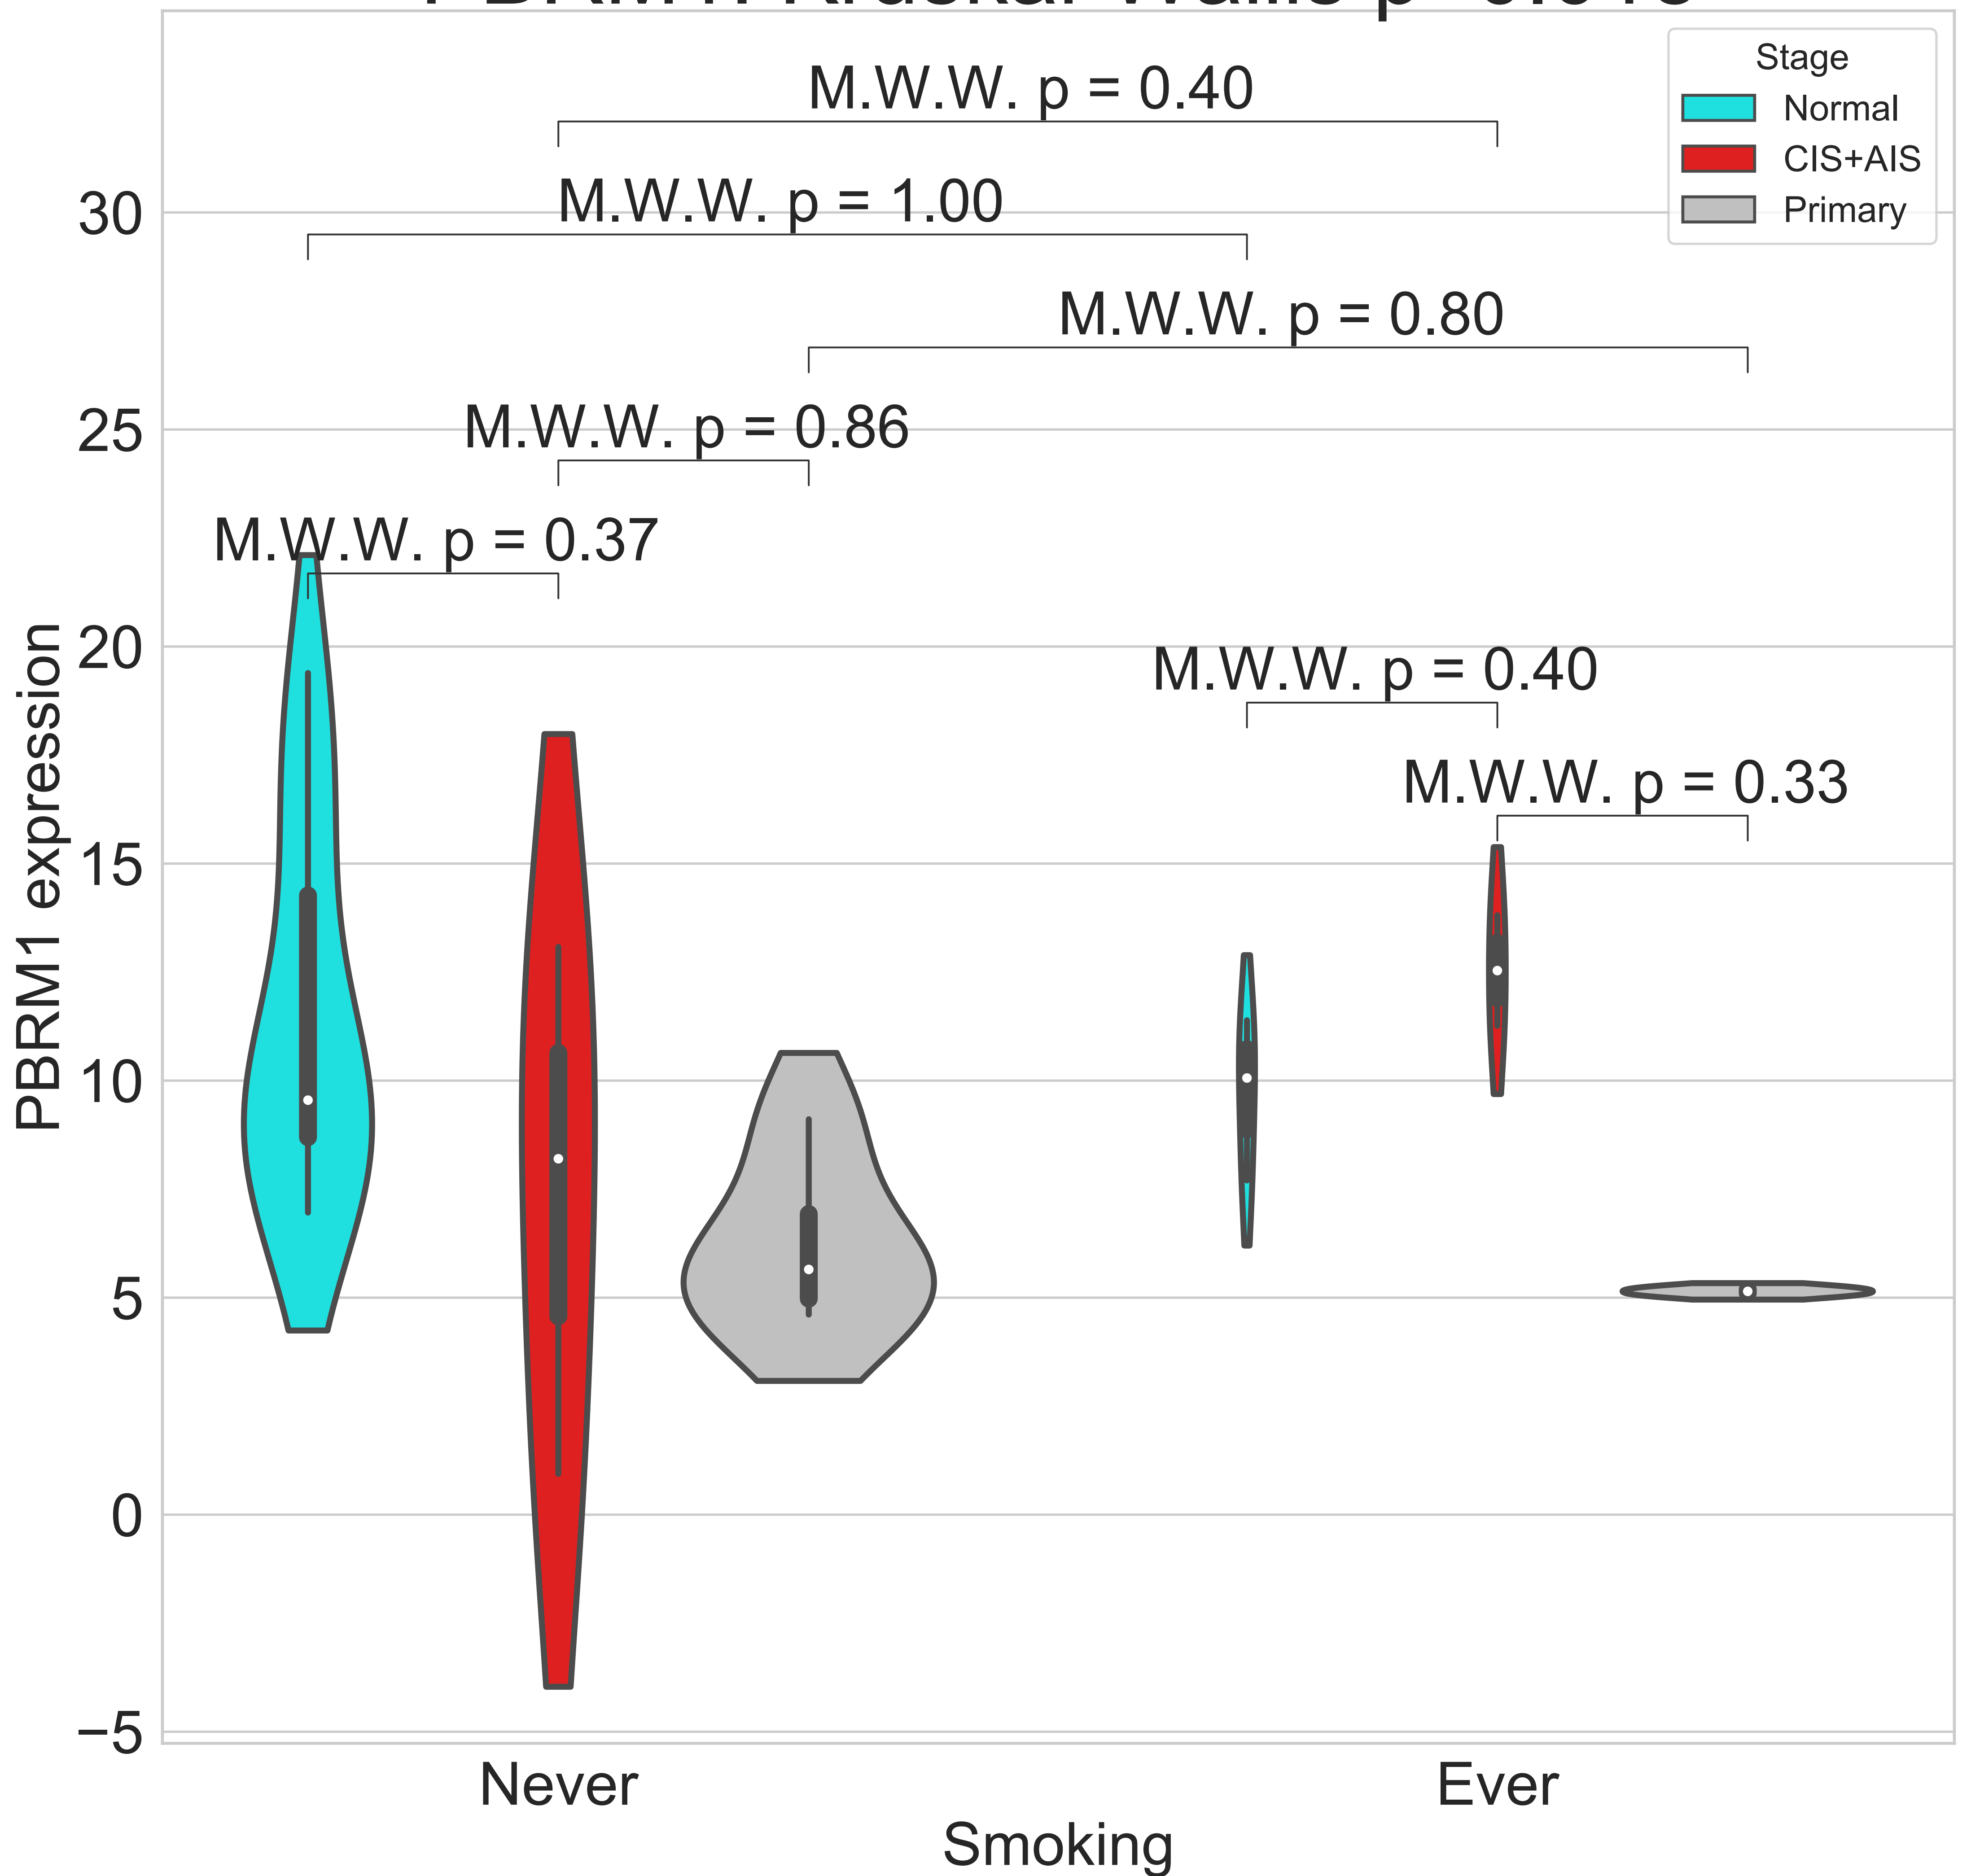 Stage
Normal
CIS+AIS
Primary
M.W.W. p = 0.40
M.W.W. p = 1.00
M.W.W. p = 0.80
M.W.W. p = 0.86
M.W.W. p = 0.37
M.W.W. p = 0.40
M.W.W. p = 0.33
PBRM1 expression
30
25
20
15
10
5
0
−5
Never
Ever
Smoking